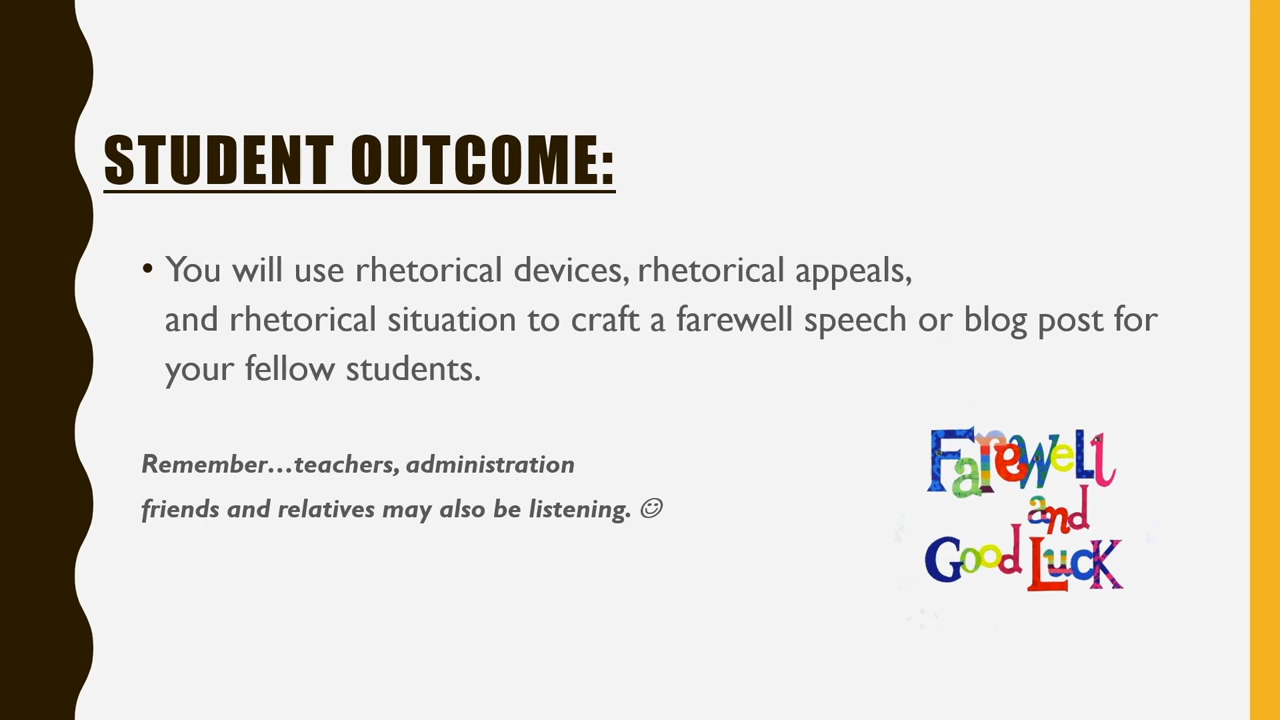 STUDENT OUTCOME:
• You will use rhetorical devices, rhetorical appeals,
and rhetorical situation to craft a farewell speech or blog post for
your fellow students.
Remember…teachers, administration
friends and relatives may also be listening. ☺
Farewell
and
Good Luck